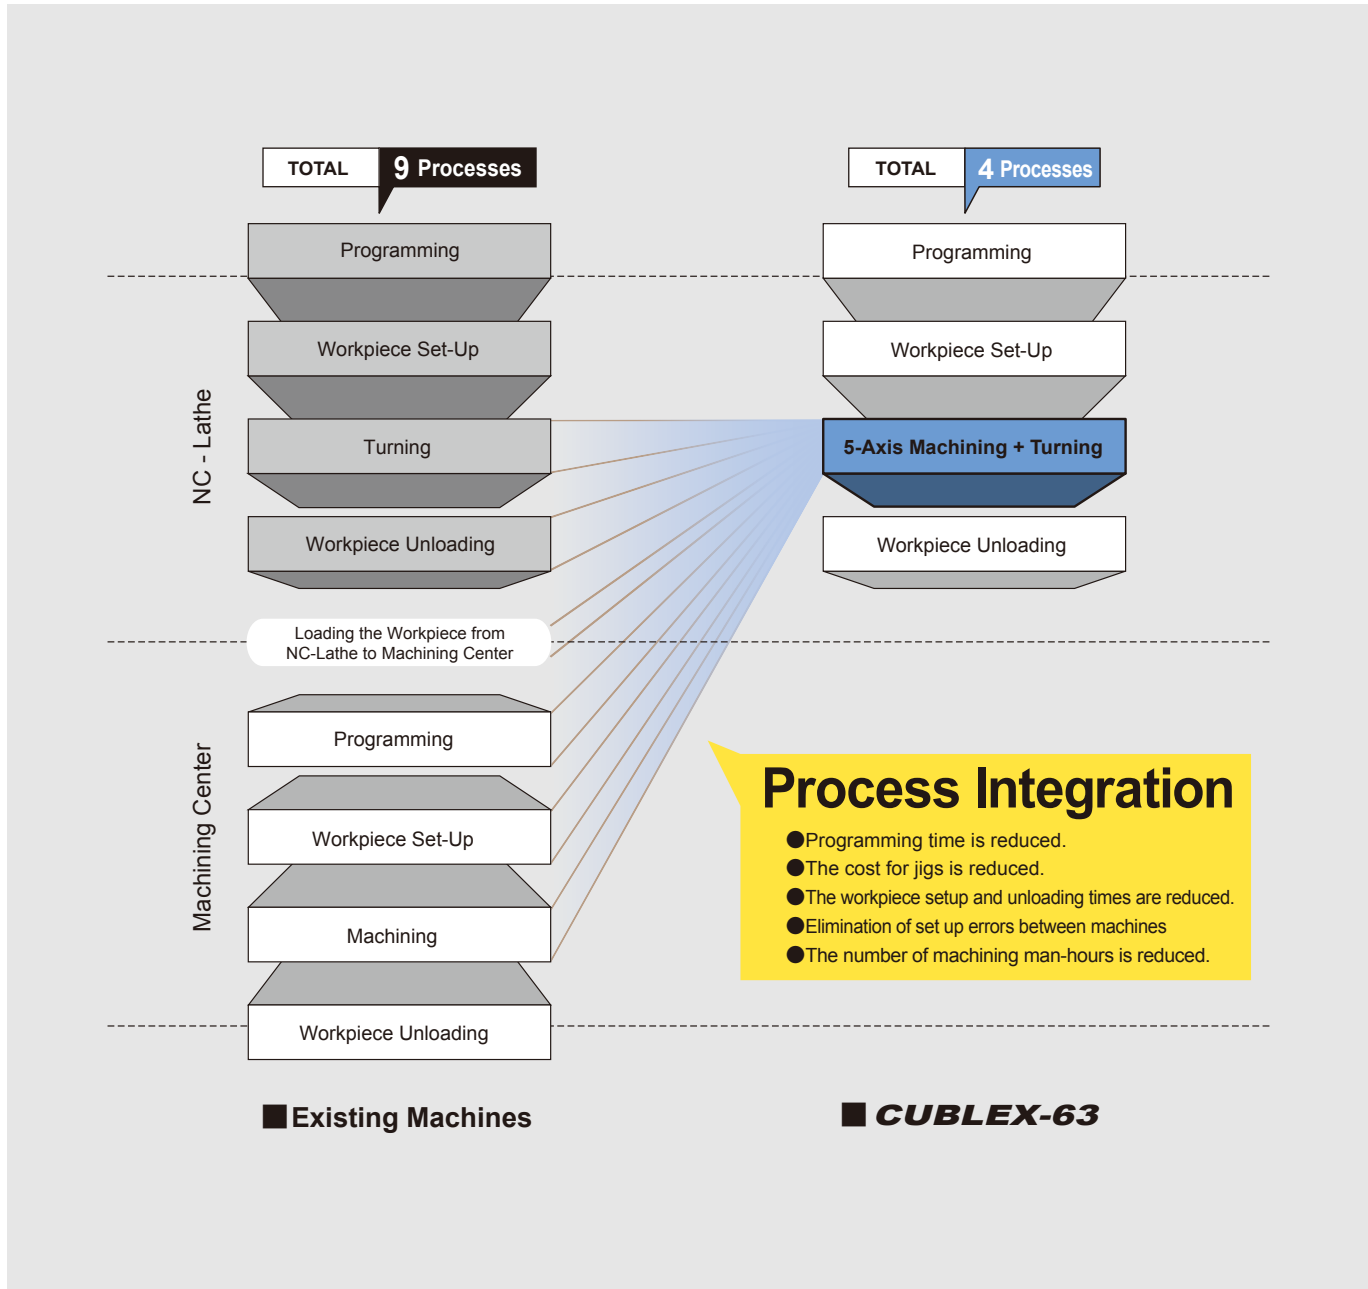 TOTAL 9 Processes
Programming
Workpiece Set-Up
Turning
Workpiece Unloading
NC - Lathe
Loading the Workpiece from
NC-Lathe to Machining Center
Programming
Workpiece Set-Up
Machining
Workpiece Unloading
Machining Center
■ Existing Machines
TOTAL 4 Processes
Programming
Workpiece Set-Up
5-Axis Machining + Turning
Workpiece Unloading
Process Integration
●Programming time is reduced.
●The cost for jigs is reduced.
●The workpiece setup and unloading times are reduced.
●Elimination of set up errors between machines
●The number of machining man-hours is reduced.
■ CUBLEX-63